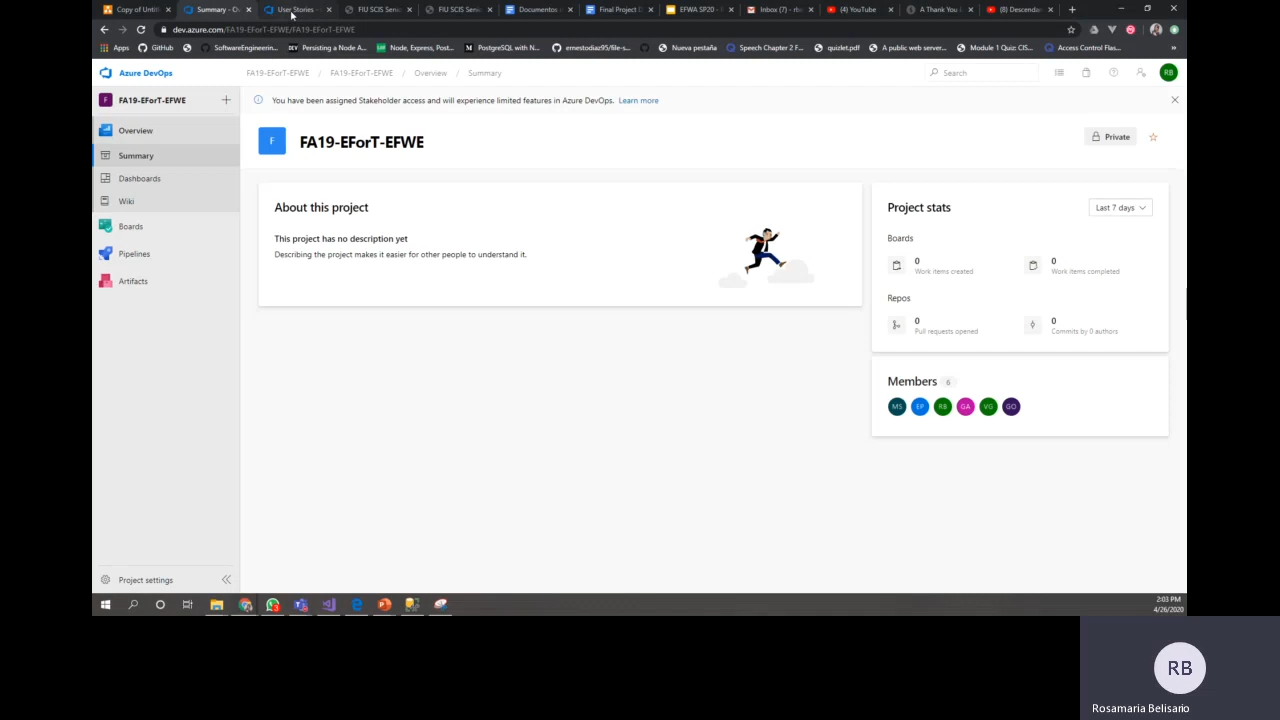 Copy of Untitl
Summary - O
User Stories -
FIU SCIS Senio
FIU SCIS Senio
Documentos
Final Project D
EFWA SP20 -
Inbox (7) - rb
(4) YouTube
A Thank You
(8) Descendan
dev.azure.com/FA19-EForT-EFWE/FA19-EForT-EFWE
Apps
GitHub
SoftwareEngineerin...
DEV Persisting a Node A...
Node, Express, Post...
M PostgreSQL with N...
ernestodiaz95/file-s...
Nueva pestaña
Speech Chapter 2 F...
quizlet.pdf
A public web server...
Module 1 Quiz: CIS...
Access Control Flas...
»
Azure DevOps
FA19-EForT-EFWE / FA19-EForT-EFWE / Overview / Summary
Search
RB
F FA19-EForT-EFWE +
You have been assigned Stakeholder access and will experience limited features in Azure DevOps. Learn more
Overview
Summary
Dashboards
Wiki
Boards
Pipelines
Artifacts
Project settings
F FA19-EForT-EFWE
Private
About this project
This project has no description yet
Describing the project makes it easier for other people to understand it.
Project stats
Last 7 days
Boards
0
Work items created
0
Work items completed
Repos
0
Pull requests opened
0
Commits by 0 authors
Members 6
MS EP RB GA VG GO
2:03 PM
4/26/2020
RB
Rosamaria Belisario